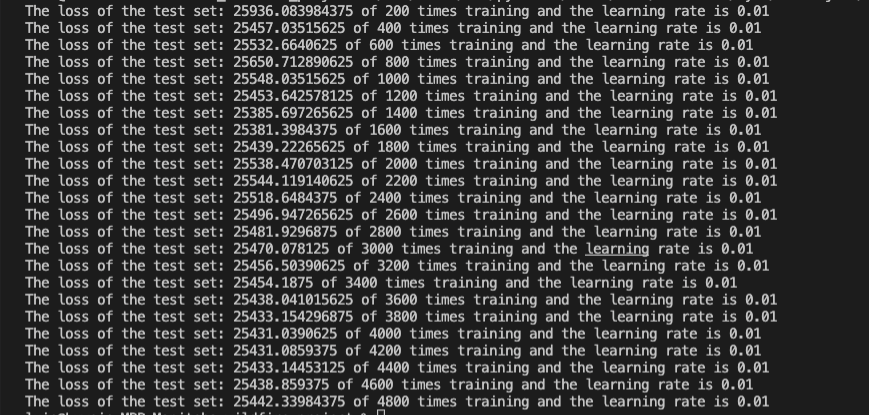 The loss of the test set: 25936.083984375 of 200 times training and the learning rate is 0.01
The loss of the test set: 25457.03515625 of 400 times training and the learning rate is 0.01
The loss of the test set: 25532.6640625 of 600 times training and the learning rate is 0.01
The loss of the test set: 25650.712890625 of 800 times training and the learning rate is 0.01
The loss of the test set: 25548.03515625 of 1000 times training and the learning rate is 0.01
The loss of the test set: 25453.642578125 of 1200 times training and the learning rate is 0.01
The loss of the test set: 25385.697265625 of 1400 times training and the learning rate is 0.01
The loss of the test set: 25381.3984375 of 1600 times training and the learning rate is 0.01
The loss of the test set: 25439.22265625 of 1800 times training and the learning rate is 0.01
The loss of the test set: 25538.470703125 of 2000 times training and the learning rate is 0.01
The loss of the test set: 25544.119140625 of 2200 times training and the learning rate is 0.01
The loss of the test set: 25518.6484375 of 2400 times training and the learning rate is 0.01
The loss of the test set: 25496.947265625 of 2600 times training and the learning rate is 0.01
The loss of the test set: 25481.9296875 of 2800 times training and the learning rate is 0.01
The loss of the test set: 25470.078125 of 3000 times training and the learning rate is 0.01
The loss of the test set: 25456.50390625 of 3200 times training and the learning rate is 0.01
The loss of the test set: 25454.1875 of 3400 times training and the learning rate is 0.01
The loss of the test set: 25438.041015625 of 3600 times training and the learning rate is 0.01
The loss of the test set: 25433.154296875 of 3800 times training and the learning rate is 0.01
The loss of the test set: 25431.0390625 of 4000 times training and the learning rate is 0.01
The loss of the test set: 25431.0859375 of 4200 times training and the learning rate is 0.01
The loss of the test set: 25433.14453125 of 4400 times training and the learning rate is 0.01
The loss of the test set: 25438.859375 of 4600 times training and the learning rate is 0.01
The loss of the test set: 25442.33984375 of 4800 times training and the learning rate is 0.01